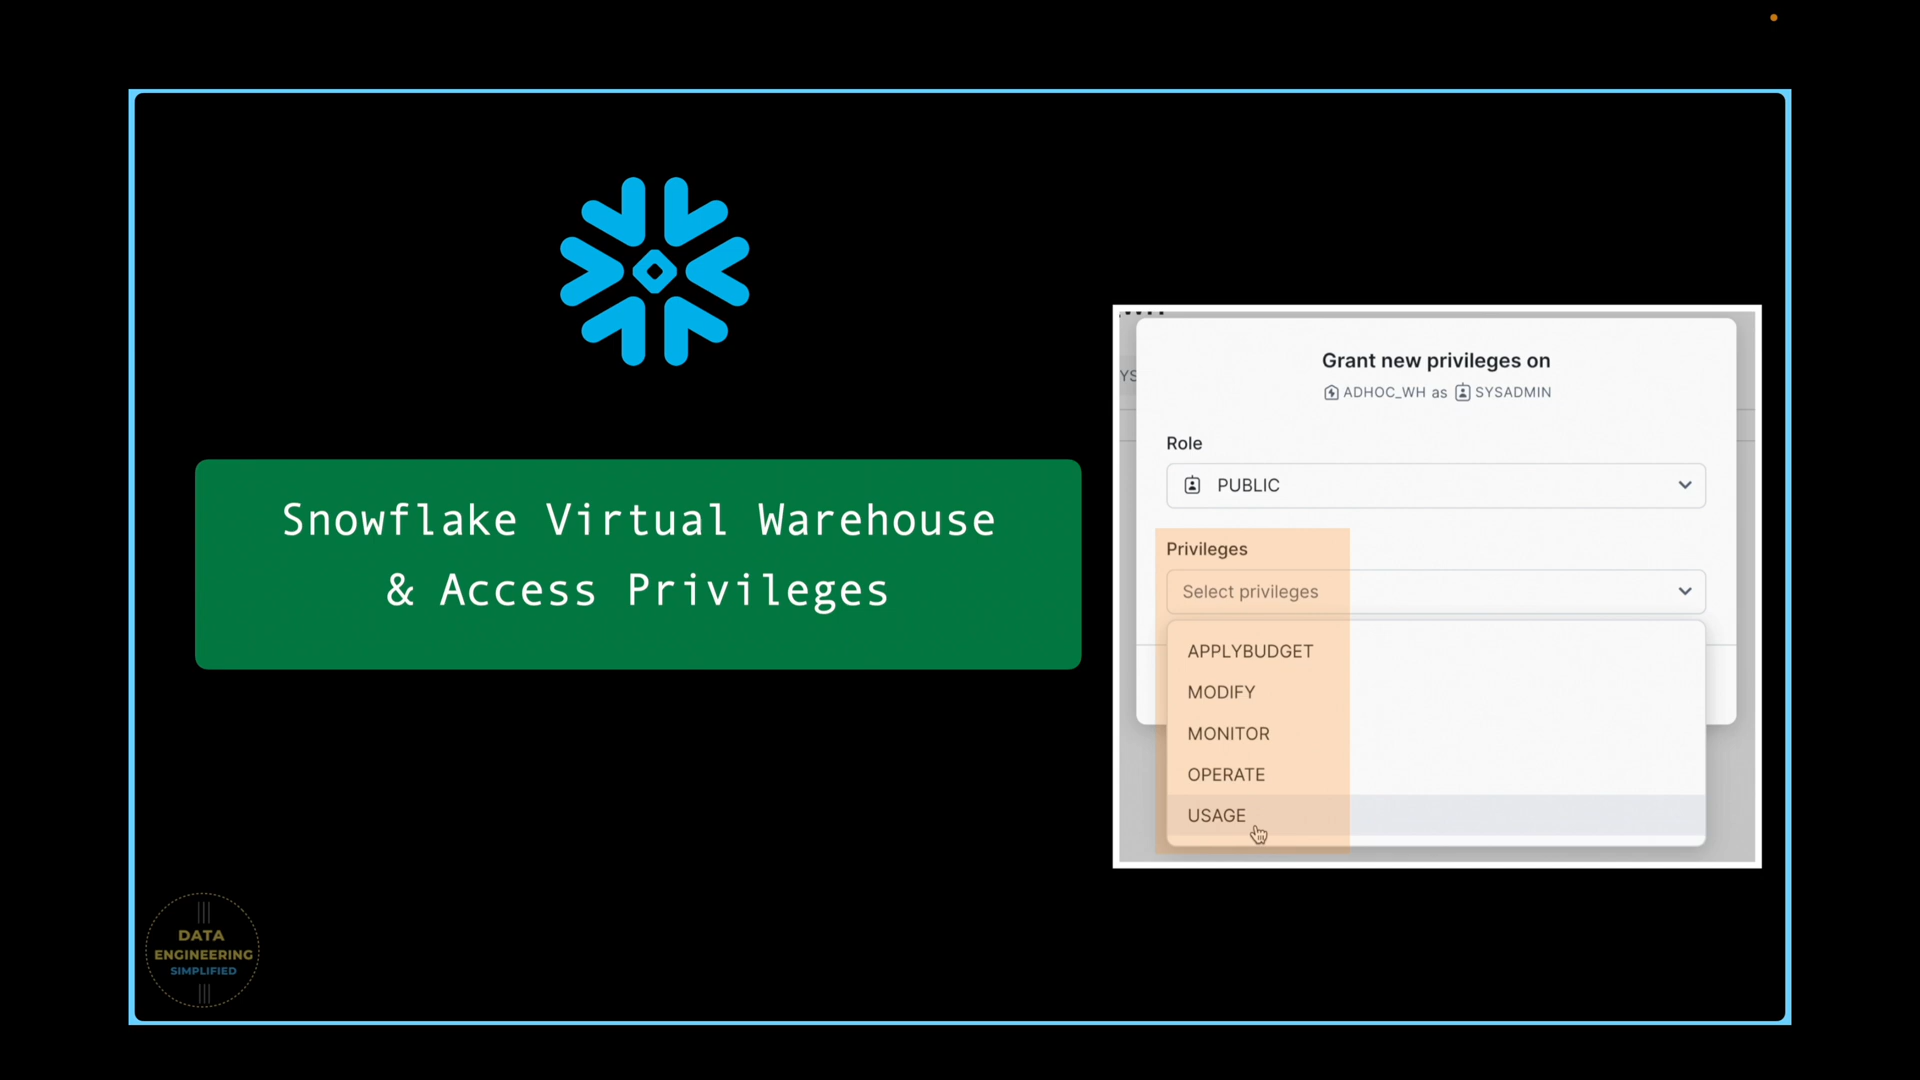 Snowflake Virtual Warehouse
& Access Privileges
Grant new privileges on
ADHOC_WH as SYSADMIN
Role
PUBLIC
Privileges
Select privileges
APPLYBUDGET
MODIFY
MONITOR
OPERATE
USAGE
DATA
ENGINEERING
SIMPLIFIED